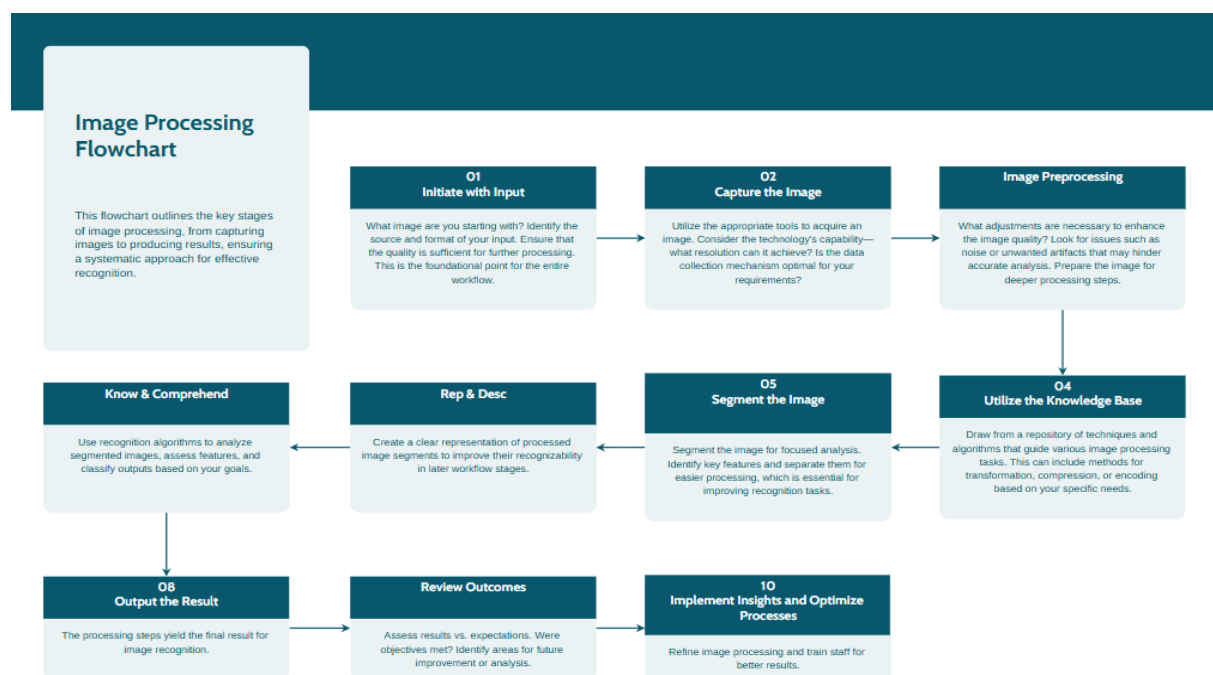 Image Processing
Flowchart
This flowchart outlines the key stages
of image processing, from capturing
images to producing results, ensuring
a systematic approach for effective
recognition.
01
Initiate with Input
What image are you starting with? Identify the
source and format of your input. Ensure that
the quality is sufficient for further processing.
This is the foundational point for the entire
workflow.
02
Capture the Image
Utilize the appropriate tools to acquire an
image. Consider the technology's capability—
what resolution can it achieve? Is the data
collection mechanism optimal for your
requirements?
Image Preprocessing
What adjustments are necessary to enhance
the image quality? Look for issues such as
noise or unwanted artifacts that may hinder
accurate analysis. Prepare the image for
deeper processing steps.
04
Utilize the Knowledge Base
Draw from a repository of techniques and
algorithms that guide various image processing
tasks. This can include methods for
transformation, compression, or encoding
based on your specific needs.
05
Segment the Image
Segment the image for focused analysis.
Identify key features and separate them for
easier processing, which is essential for
improving recognition tasks.
Rep & Desc
Create a clear representation of processed
image segments to improve their recognizability
in later workflow stages.
Know & Comprehend
Use recognition algorithms to analyze
segmented images, assess features, and
classify outputs based on your goals.
08
Output the Result
The processing steps yield the final result for
image recognition.
Review Outcomes
Assess results vs. expectations. Were
objectives met? Identify areas for future
improvement or analysis.
10
Implement Insights and Optimize
Processes
Refine image processing and train staff for
better results.